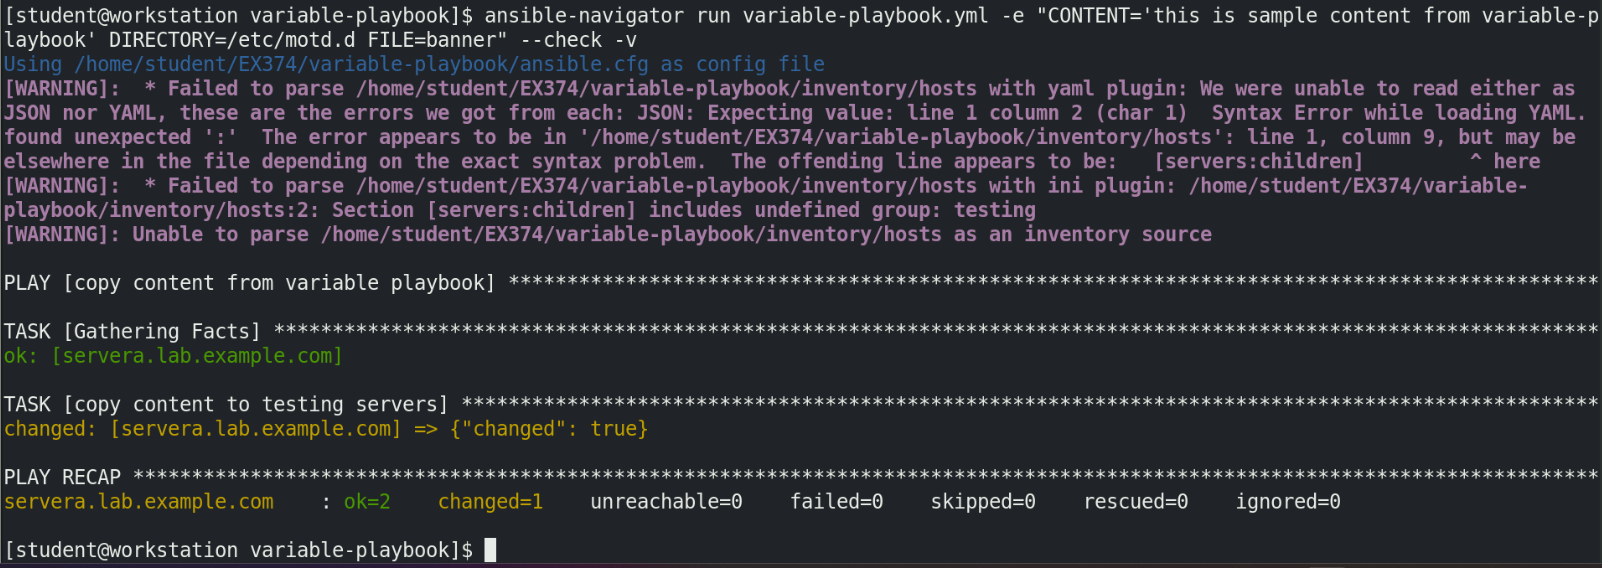 [student@workstation variable-playbook]$ ansible-navigator run variable-playbook.yml -e "CONTENT='this is sample content from variable-p
laybook' DIRECTORY=/etc/motd.d FILE=banner" --check -v
Using /home/student/EX374/variable-playbook/ansible.cfg as config file
[WARNING]:  * Failed to parse /home/student/EX374/variable-playbook/inventory/hosts with yaml plugin: We were unable to read either as
JSON nor YAML, these are the errors we got from each: JSON: Expecting value: line 1 column 2 (char 1)  Syntax Error while loading YAML.
found unexpected ':'  The error appears to be in '/home/student/EX374/variable-playbook/inventory/hosts': line 1, column 9, but may be
elsewhere in the file depending on the exact syntax problem.  The offending line appears to be:   [servers:children]         ^ here
[WARNING]:  * Failed to parse /home/student/EX374/variable-playbook/inventory/hosts with ini plugin: /home/student/EX374/variable-
playbook/inventory/hosts:2: Section [servers:children] includes undefined group: testing
[WARNING]: Unable to parse /home/student/EX374/variable-playbook/inventory/hosts as an inventory source
PLAY [copy content from variable playbook] *********************************************************************************************
TASK [Gathering Facts] *****************************************************************************************************************
ok: [servera.lab.example.com]
TASK [copy content to testing servers] *************************************************************************************************
changed: [servera.lab.example.com] => {"changed": true}
PLAY RECAP *****************************************************************************************************************************
servera.lab.example.com    : ok=2    changed=1    unreachable=0    failed=0    skipped=0    rescued=0    ignored=0
[student@workstation variable-playbook]$